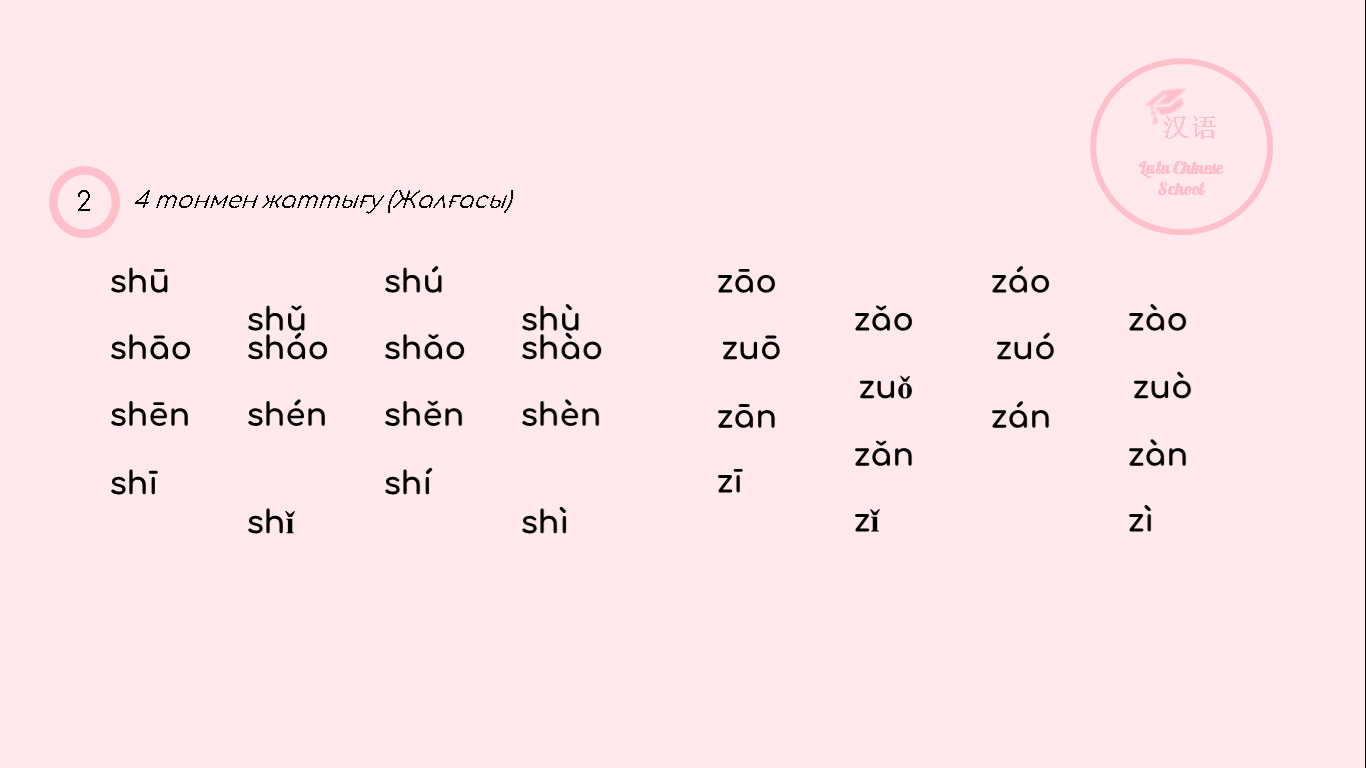 汉语
Lulu Chinese
School
2 4 тонмен жаттығу (Жалғасы)
shū shú zāo záo
shǔ shù zǎo zào
shāo sháo shǎo shào zuō zuó
zuǒ zuò
shēn shén shěn shèn zān zán
zǎn zàn
shī shí zī
shǐ shì zǐ zì